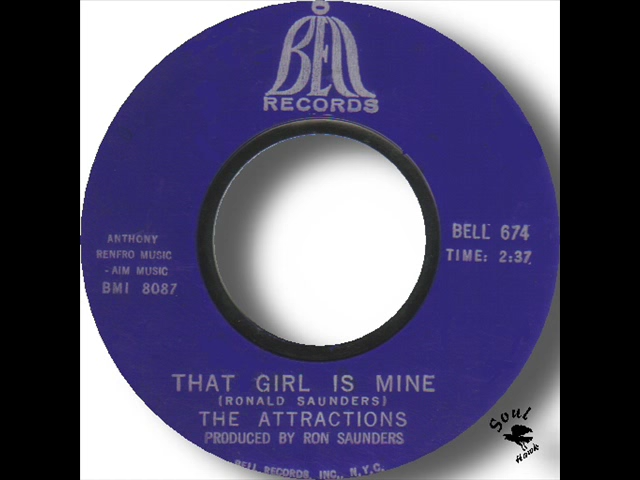 BELL
RECORDS
ANTHONY
RENFRO MUSIC
- AIM MUSIC
BMI 8087
BELL 674
TIME: 2:37
THAT GIRL IS MINE
(RONALD SAUNDERS)
THE ATTRACTIONS
PRODUCED BY RON SAUNDERS
BELL RECORDS, INC., N.Y.C.
Soul
Hawk